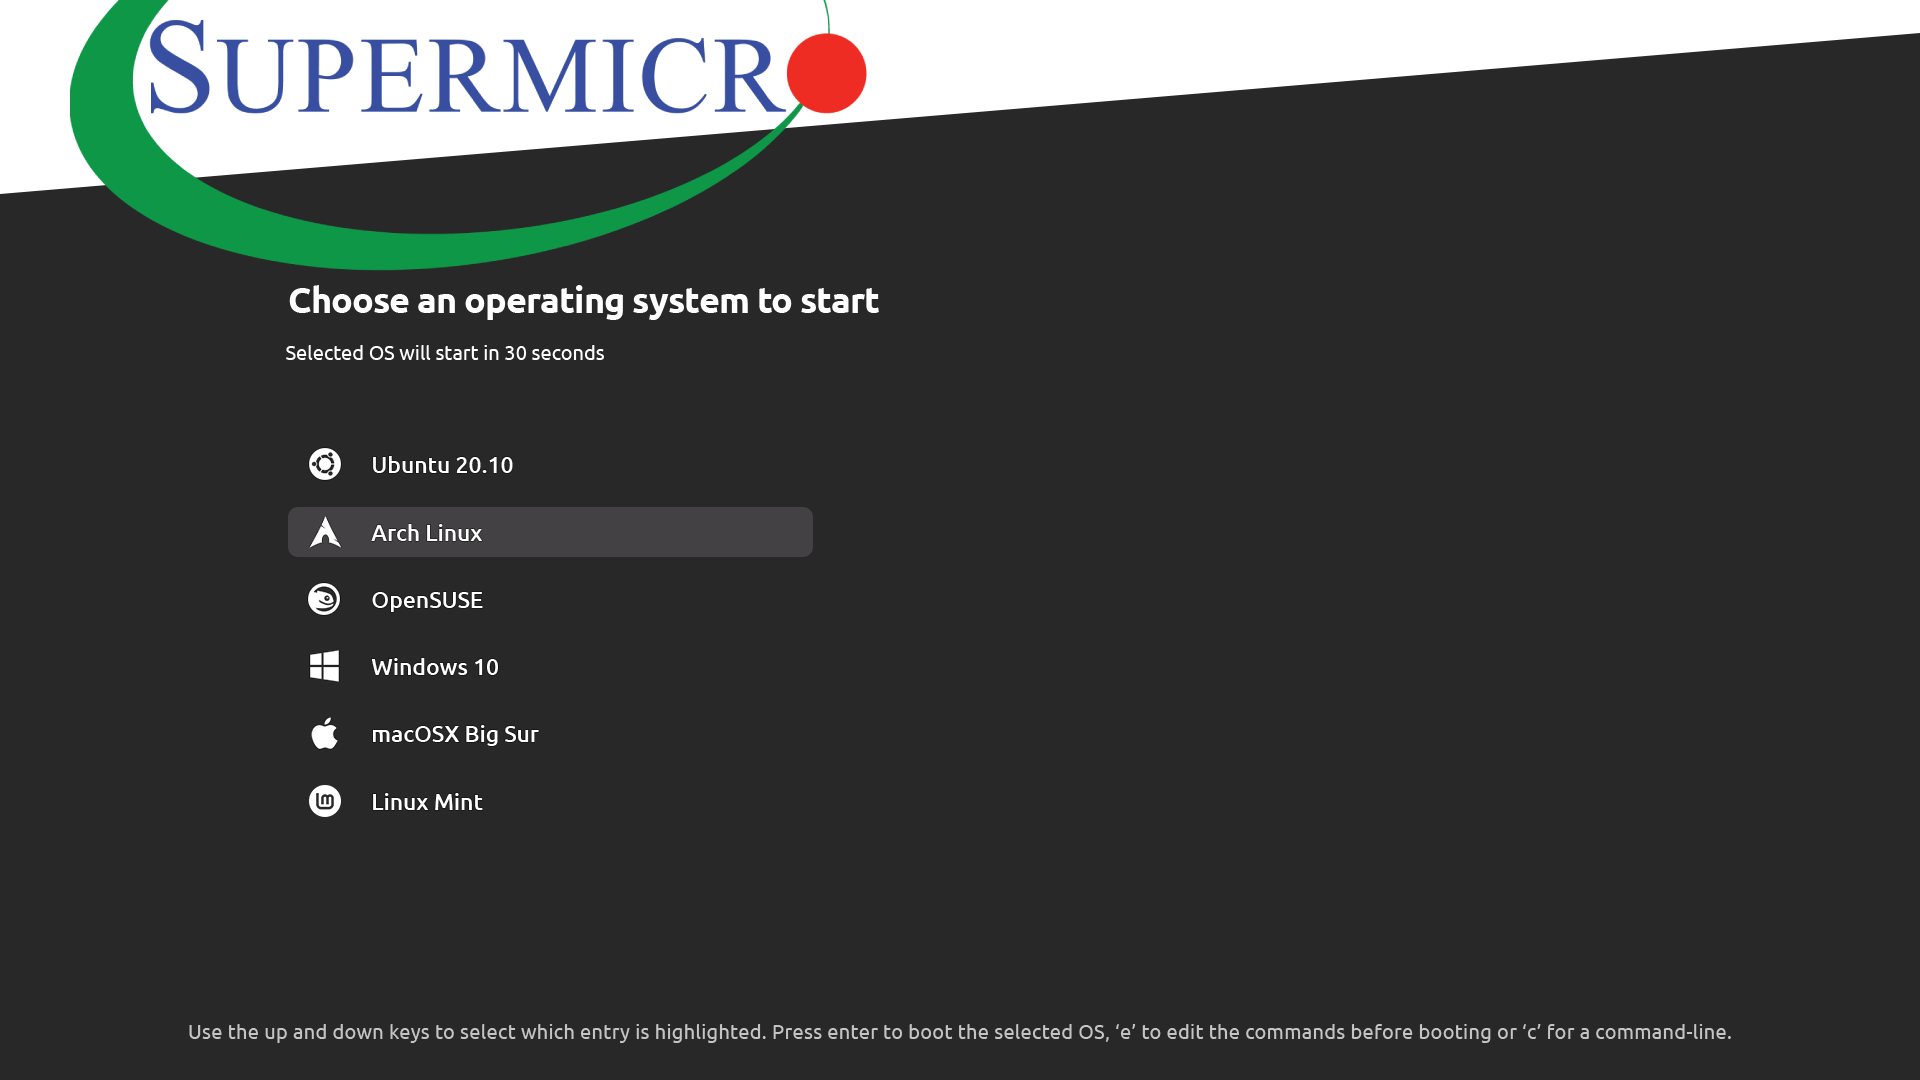 SUPERMICR
Choose an operating system to start
Selected OS will start in 30 seconds
Ubuntu 20.10
Arch Linux
OpenSUSE
Windows 10
macOSX Big Sur
Linux Mint
Use the up and down keys to select which entry is highlighted. Press enter to boot the selected OS, ‘e’ to edit the commands before booting or ‘c’ for a command-line.